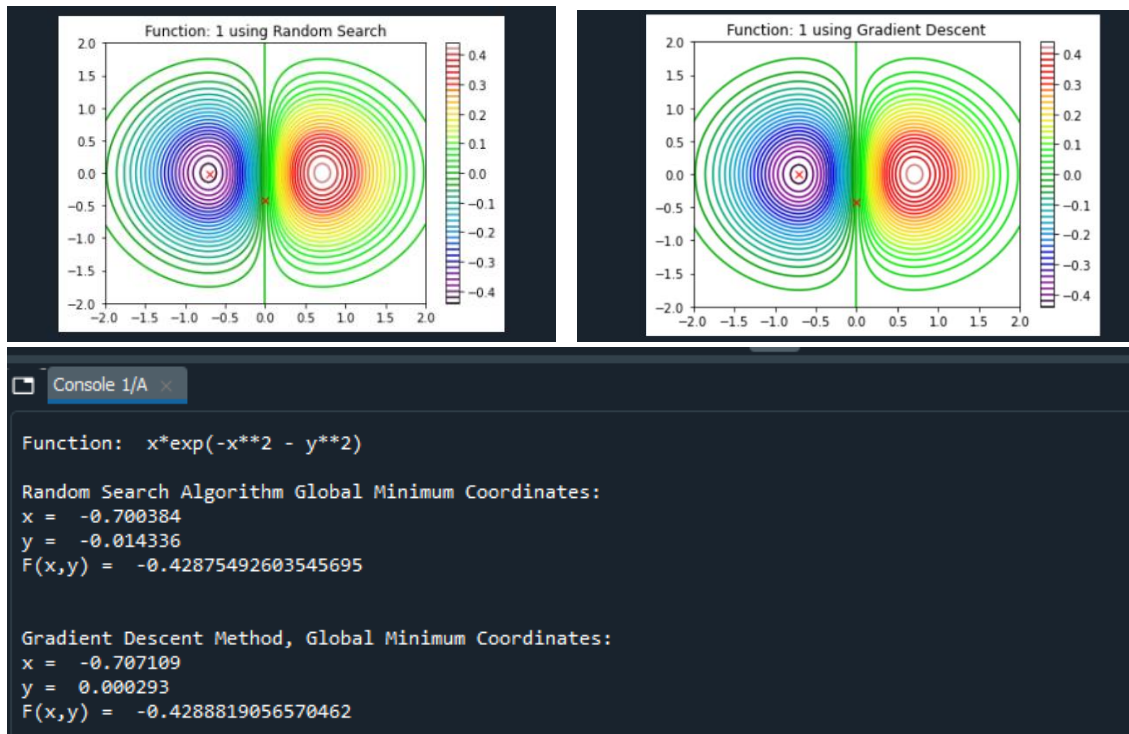 Function: 1 using Random Search
2.0
1.5
1.0
0.5
0.0
−0.5
−1.0
−1.5
−2.0
−2.0 −1.5 −1.0 −0.5 0.0 0.5 1.0 1.5 2.0
0.4
0.3
0.2
0.1
0.0
−0.1
−0.2
−0.3
−0.4
Function: 1 using Gradient Descent
2.0
1.5
1.0
0.5
0.0
−0.5
−1.0
−1.5
−2.0
−2.0 −1.5 −1.0 −0.5 0.0 0.5 1.0 1.5 2.0
0.4
0.3
0.2
0.1
0.0
−0.1
−0.2
−0.3
−0.4
Console 1/A ×
Function:  x*exp(-x**2 - y**2)
Random Search Algorithm Global Minimum Coordinates:
x =  -0.700384
y =  -0.014336
F(x,y) =  -0.42875492603545695
Gradient Descent Method, Global Minimum Coordinates:
x =  -0.707109
y =  0.000293
F(x,y) =  -0.4288819056570462